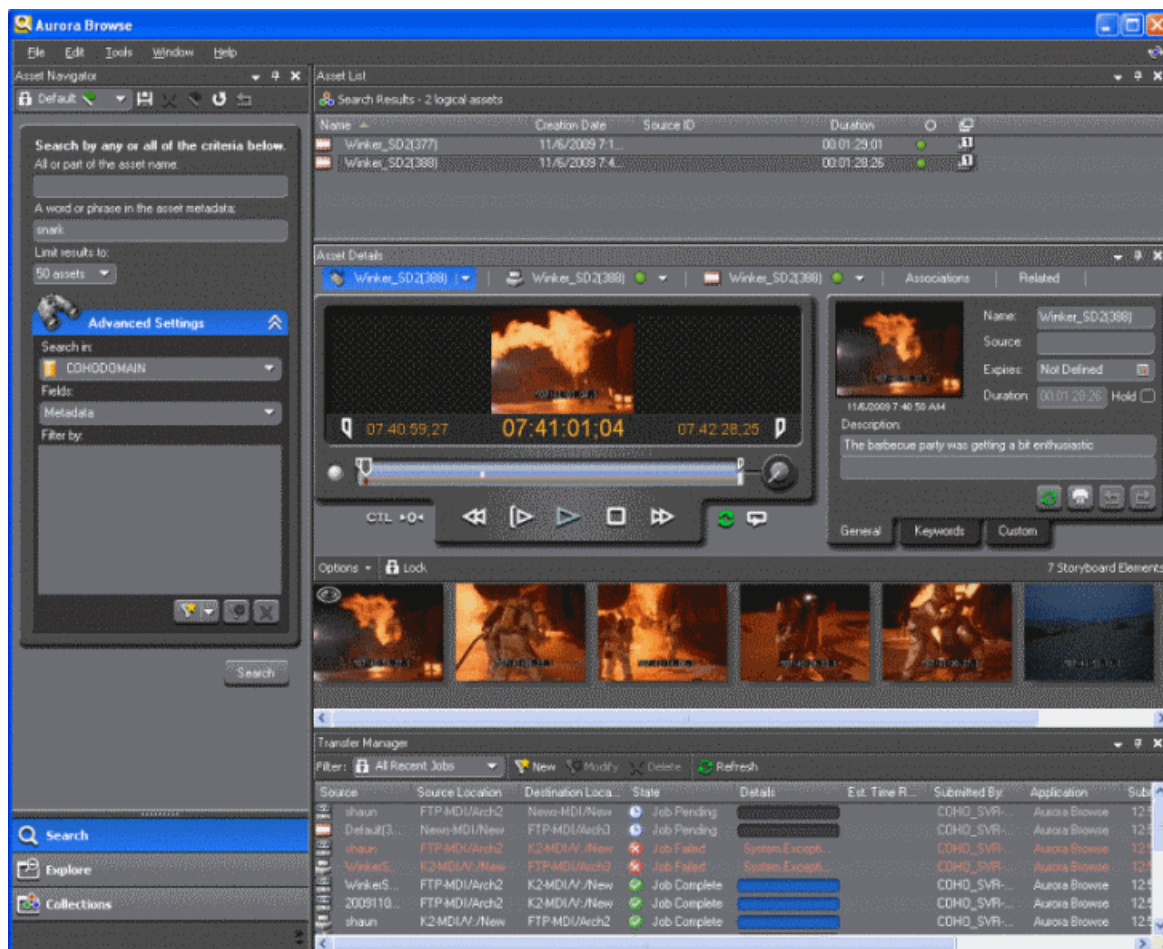 Aurora Browse
File Edit Tools Window Help
Asset Navigator
Default
Search by any or all of the criteria below.
All or part of the asset name.
A word or phrase in the asset metadata:
snark
Limit results to:
50 assets
Advanced Settings
Search in:
COHODOMAIN
Fields:
Metadata
Filter by:
Search
Search
Explore
Collections
Asset List
Search Results - 2 logical assets
Name Creation Date Source ID Duration
Winker_SD2(377) 11/6/2009 7:1... 00:01:29;01
Winker_SD2(388) 11/6/2009 7:4... 00:01:28;26
Asset Details
Winker_SD2(388) Winker_SD2(388) Winker_SD2(388) Associations Related
07:40:59;27 07:41:01;04 07:42:28;25
CTL
11/6/2009 7:40:50 AM
Name: Winker_SD2(388)
Source:
Expires: Not Defined
Duration 00:01:28;26 Hold
Description:
The barbecue party was getting a bit enthusiastic
General Keywords Custom
Options Lock 7 Storyboard Elements
Transfer Manager
Filter: All Recent Jobs New Modify Delete Refresh
Source Source Location Destination Loca... State Details Est. Time R... Submitted By: Application
shaun FTP-MDI/Arch2 News-MDI/New Job Pending COHO_SVR-... Aurora Browse
Default(3... News-MDI/New FTP-MDI/Arch3 Job Pending COHO_SVR-... Aurora Browse
shaun FTP-MDI/Arch2 K2-MDI/V:/New Job Failed System.Excepti... COHO_SVR-... Aurora Browse
WinkerS... K2-MDI/V:/New FTP-MDI/Arch3 Job Failed System.Excepti... COHO_SVR-... Aurora Browse
WinkerS... FTP-MDI/Arch2 K2-MDI/V:/New Job Complete COHO_SVR-... Aurora Browse
2009110... FTP-MDI/Arch2 K2-MDI/V:/New Job Complete COHO_SVR-... Aurora Browse
shaun K2-MDI/V:/New FTP-MDI/Arch2 Job Complete COHO_SVR-... Aurora Browse